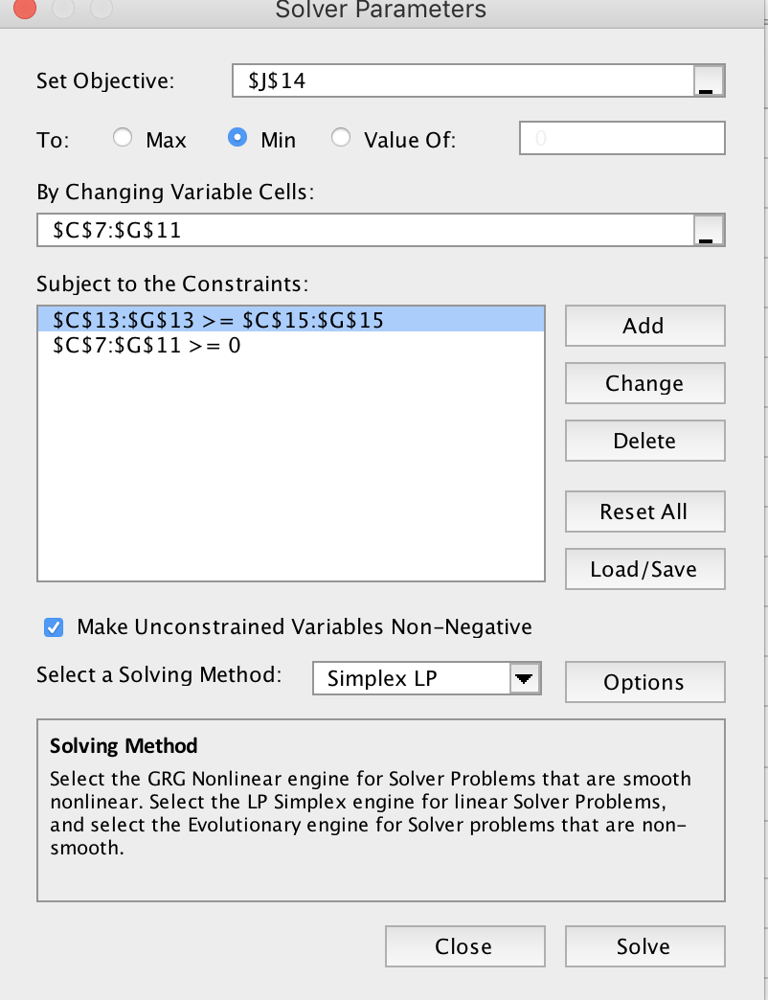 Solver Parameters
Set Objective:
$J$14
To:
Max
Min
Value Of:
0
By Changing Variable Cells:
$C$7:$G$11
Subject to the Constraints:
$C$13:$G$13 >= $C$15:$G$15
$C$7:$G$11 >= 0
Add
Change
Delete
Reset All
Load/Save
Make Unconstrained Variables Non-Negative
Select a Solving Method:
Simplex LP
Options
Solving Method
Select the GRG Nonlinear engine for Solver Problems that are smooth
nonlinear. Select the LP Simplex engine for linear Solver Problems,
and select the Evolutionary engine for Solver problems that are non-
smooth.
Close
Solve